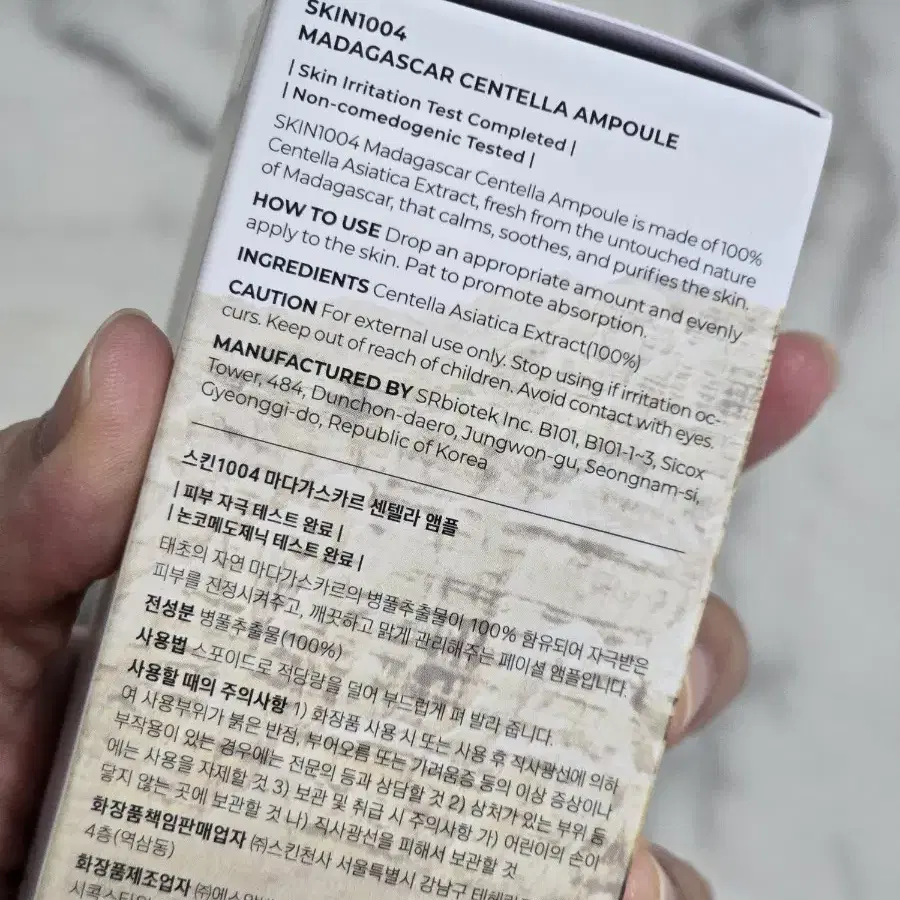 SKIN1004
MADAGASCAR CENTELLA AMPOULE
| Skin Irritation Test Completed |
| Non-comedogenic Tested |
SKIN1004 Madagascar Centella Ampoule is made of 100%
Centella Asiatica Extract, fresh from the untouched nature
of Madagascar, that calms, soothes, and purifies the skin.
HOW TO USE Drop an appropriate amount and evenly
apply to the skin. Pat to promote absorption.
INGREDIENTS Centella Asiatica Extract(100%)
CAUTION For external use only. Stop using if irritation oc-
curs. Keep out of reach of children. Avoid contact with eyes.
MANUFACTURED BY SRbiotek Inc. B101, B101-1~3, Sicox
Tower, 484, Dunchon-daero, Jungwon-gu, Seongnam-si,
Gyeonggi-do, Republic of Korea
스킨1004 마다가스카르 센텔라 앰플
| 피부 자극 테스트 완료 |
| 논코메도제닉 테스트 완료 |
태초의 자연 마다가스카르의 병풀추출물이 100% 함유되어 자극받은
피부를 진정시켜주고, 깨끗하고 맑게 관리해주는 페이셜 앰플입니다.
전성분 병풀추출물(100%)
사용법 스포이드로 적당량을 덜어 부드럽게 펴 발라 줍니다.
사용할 때의 주의사항 1) 화장품 사용 시 또는 사용 후 직사광선에 의하
여 사용부위가 붉은 반점, 부어오름 또는 가려움증 등의 이상 증상이나
부작용이 있는 경우에는 전문의 등과 상담할 것 2) 상처가 있는 부위 등
에는 사용을 자제할 것 3) 보관 및 취급 시 주의사항 가) 어린이의 손이
닿지 않는 곳에 보관할 것 나) 직사광선을 피해서 보관할 것
화장품책임판매업자 ㈜스킨천사 서울특별시 강남구
4층(역삼동)
화장품제조업자